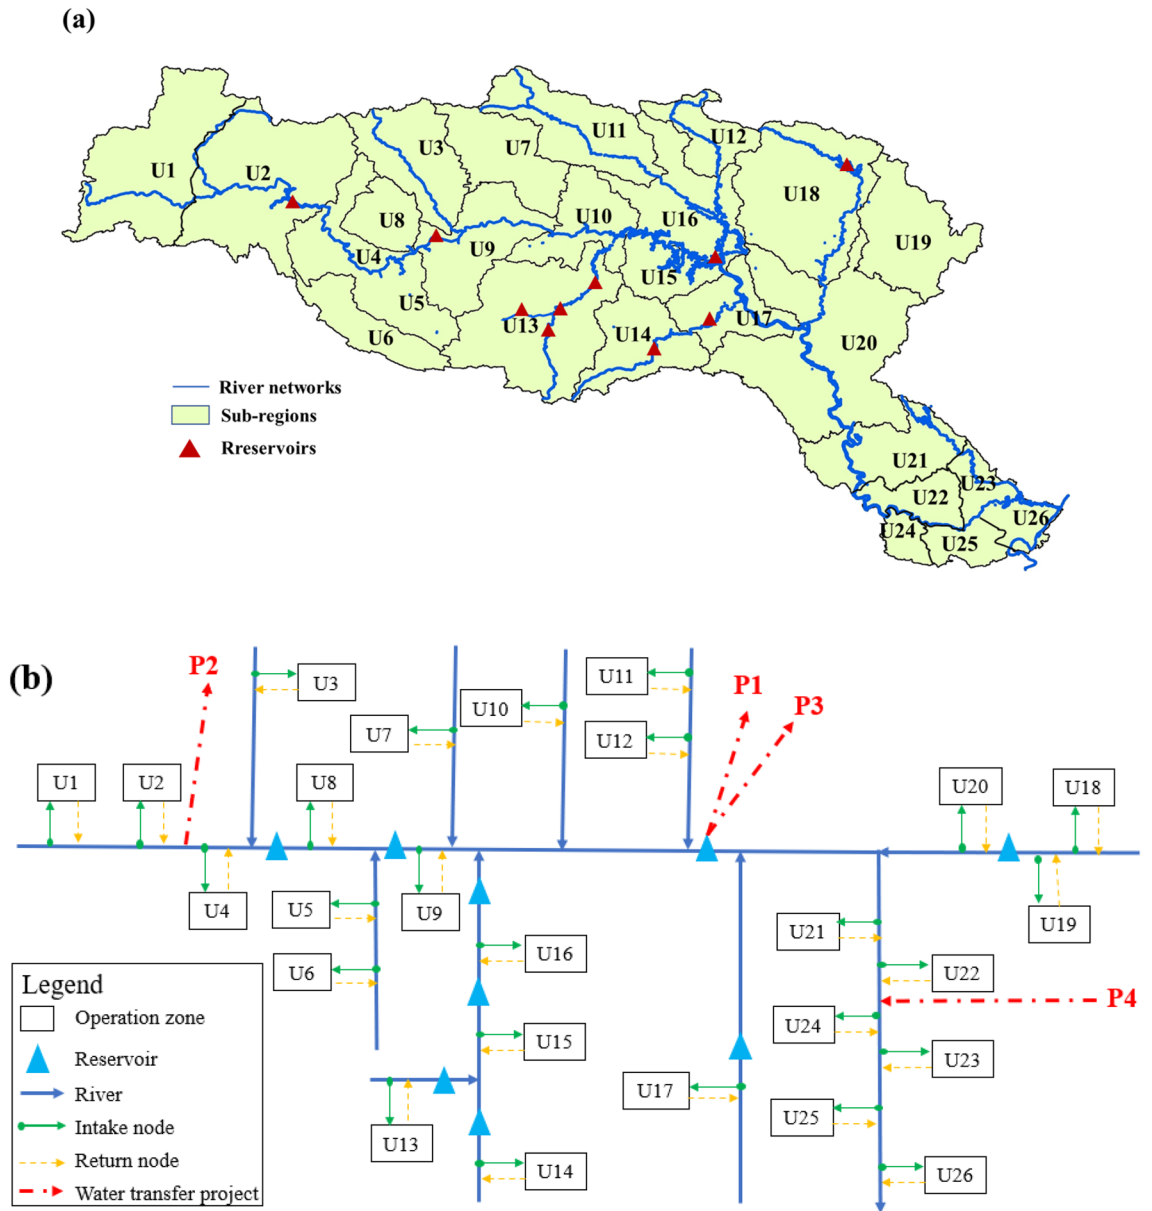 (a)
U1
U2
U3
U7
U11
U12
U18
U19
U8
U4
U9
U10
U16
U15
U5
U6
U13
U14
U17
U20
River networks
Sub-regions
Rreservoirs
U21
U22
U23
U24
U25
U26
(b)
P2
P1
P3
P4
U3
U7
U10
U11
U12
U1
U2
U8
U20
U18
U4
U5
U9
U6
U16
U15
U13
U14
U17
U19
U21
U22
U24
U23
U25
U26
Legend
Operation zone
Reservoir
River
Intake node
Return node
Water transfer project